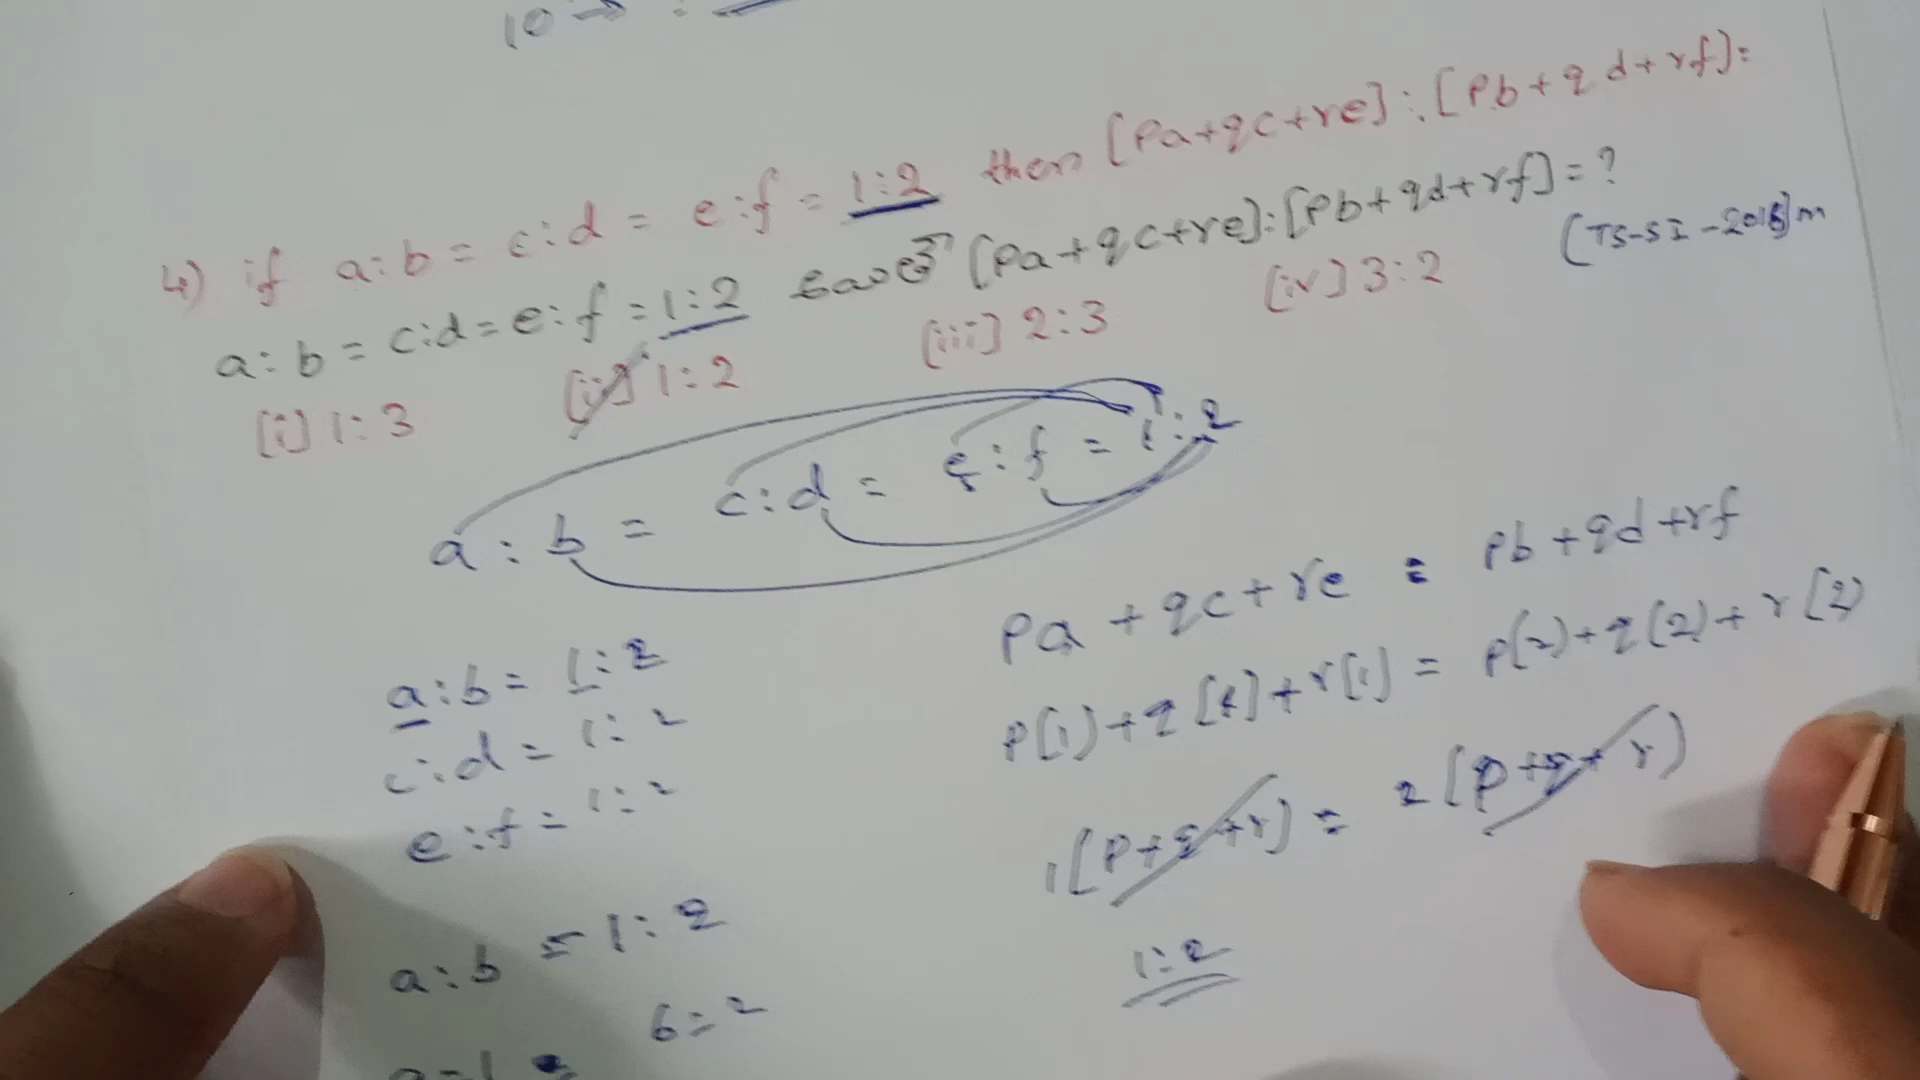 10 → :
4) if a:b = c:d = e:f = 1:2 then [Pa+qc+re]:[Pb+qd+rf]=
a:b = c:d = e:f = 1:2 [Pa+qc+re]:[Pb+qd+rf]=?
[TS-SI-2018]m
[i] 1:3 [ii] 1:2 [iii] 2:3 [iv] 3:2
a:b = c:d = e:f = 1:2
a:b = 1:2
c:d = 1:2
e:f = 1:2
a:b = 1:2
b=2
a=1
Pa + qc + re : Pb + qd + rf
P[1)+q[1]+r[1] = P(2)+q(2)+r[2)
1[P+q+r) = 2[P+q+r)
1:2